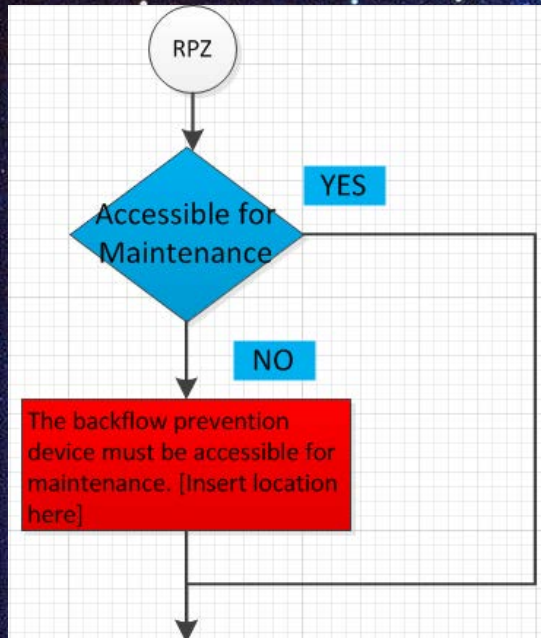 RPZ
Accessible for
Maintenance
YES
NO
The backflow prevention
device must be accessible for
maintenance. [Insert location
here]